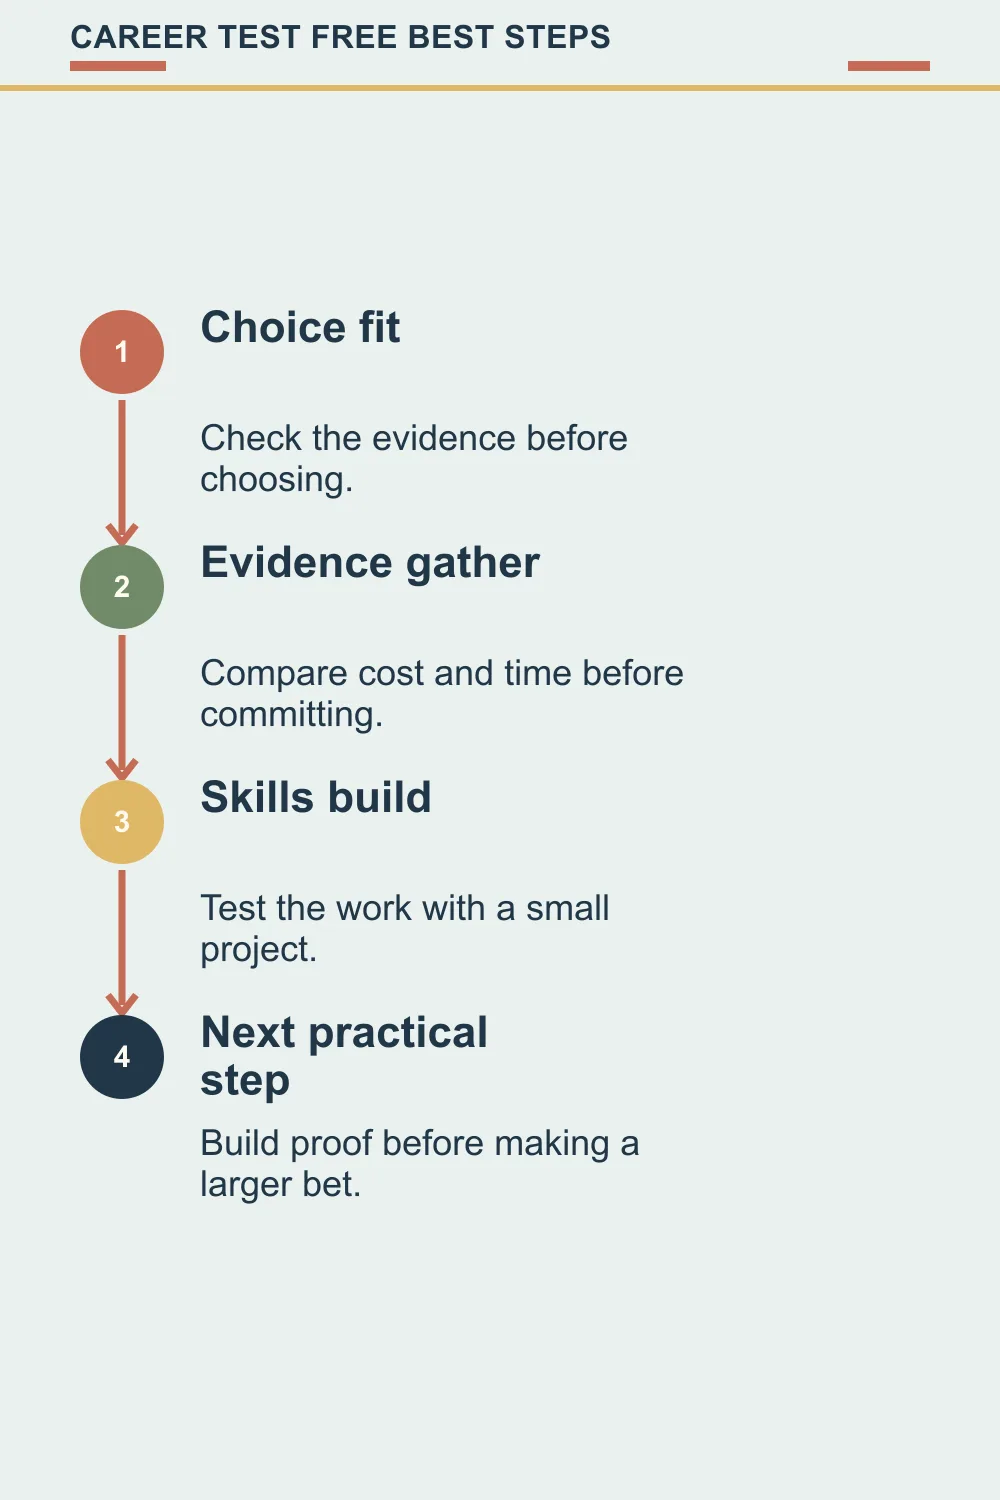 CAREER TEST FREE BEST STEPS
1
Choice fit
Check the evidence before
choosing.
2
Evidence gather
Compare cost and time before
committing.
3
Skills build
Test the work with a small
project.
4
Next practical
step
Build proof before making a
larger bet.